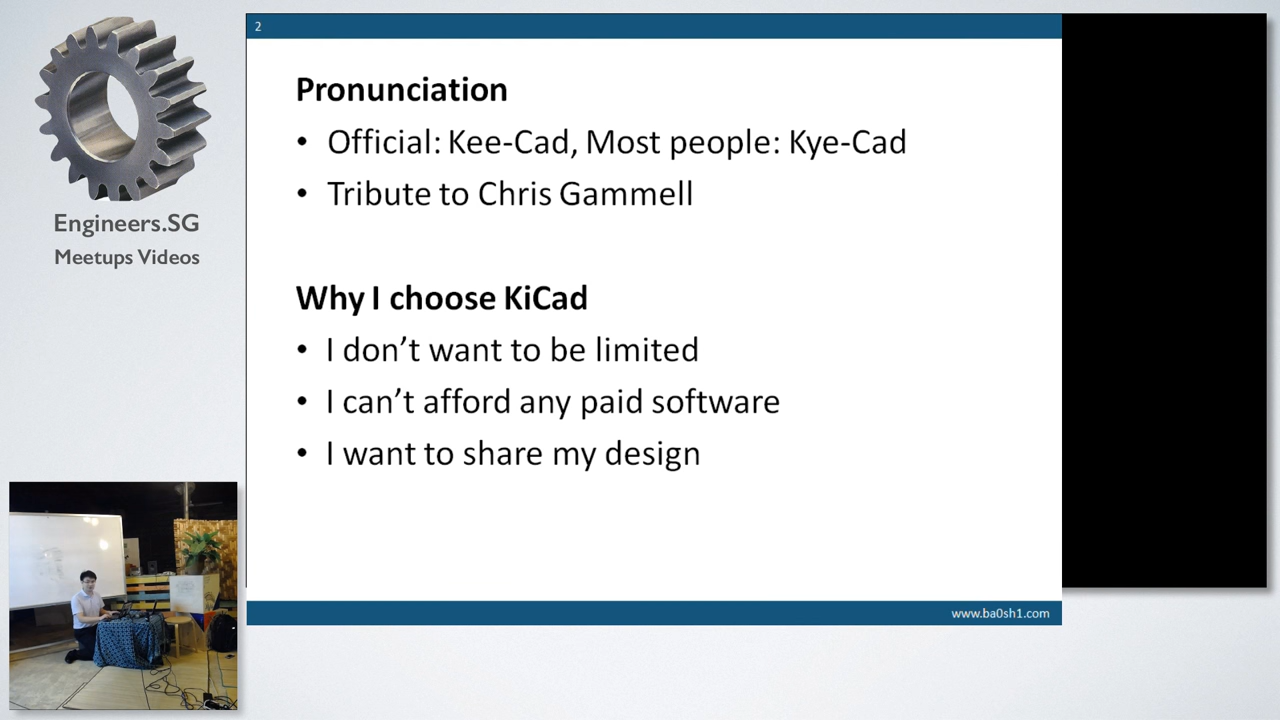 2
Pronunciation
• Official: Kee-Cad, Most people: Kye-Cad
• Tribute to Chris Gammell
Why I choose KiCad
• I don’t want to be limited
• I can’t afford any paid software
• I want to share my design
www.ba0sh1.com
Engineers.SG
Meetups Videos